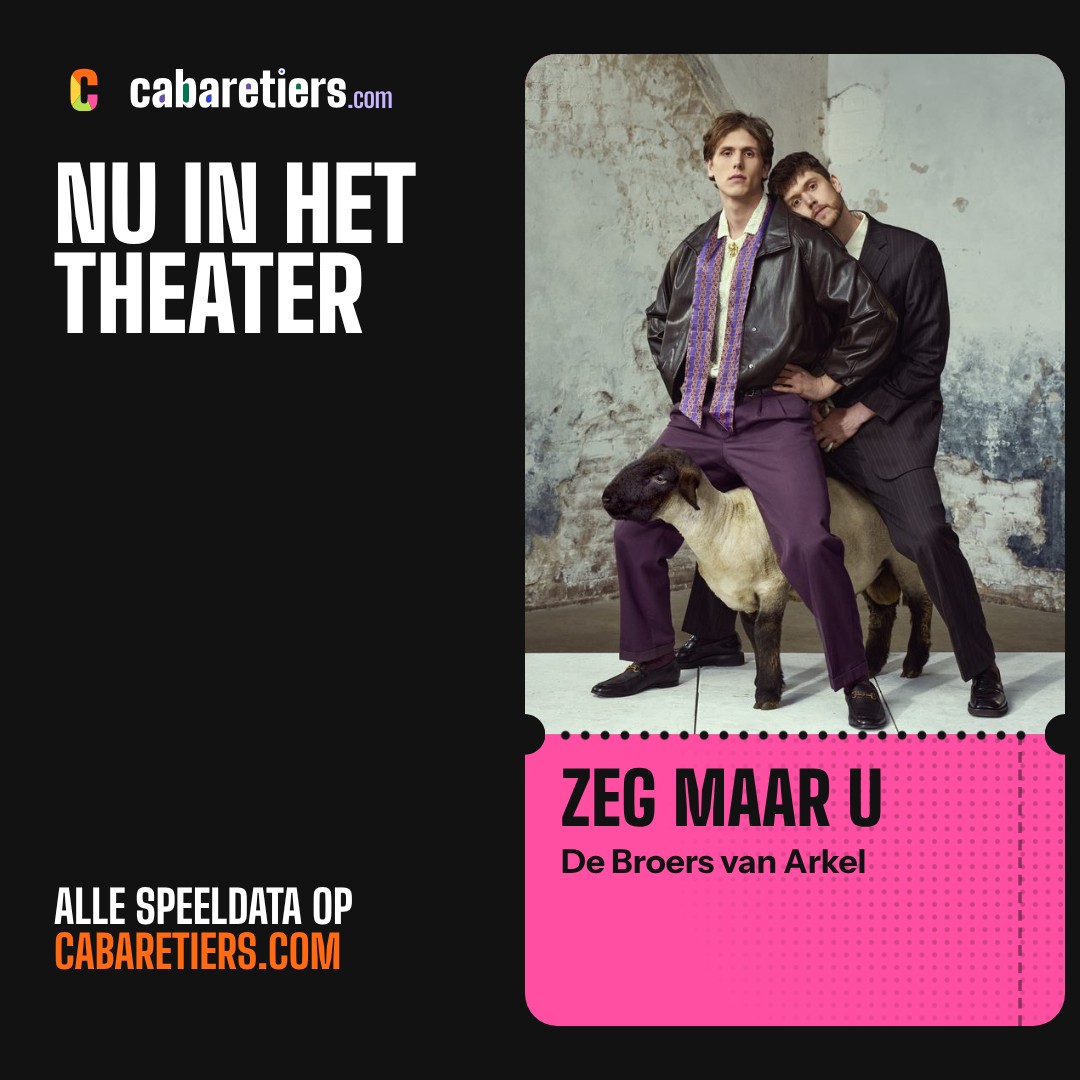 cabaretiers.com
NU IN HET
THEATER
ZEG MAAR U
De Broers van Arkel
ALLE SPEELDATA OP
CABARETIERS.COM